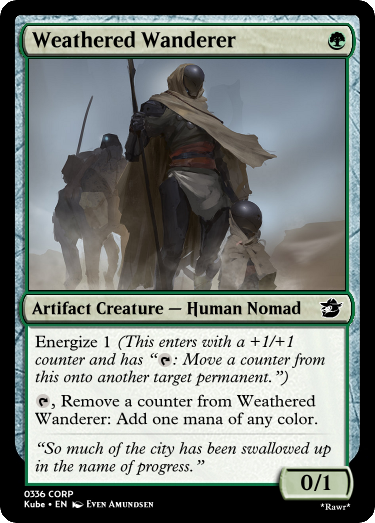 Weathered Wanderer
Artifact Creature — Human Nomad
Energize 1 (This enters with a +1/+1
counter and has “: Move a counter from
this onto another target permanent.”)
, Remove a counter from Weathered
Wanderer: Add one mana of any color.
“So much of the city has been swallowed up
in the name of progress.”
0/1
0336 CORP
Kube • EN Even Amundsen
*Rawr*